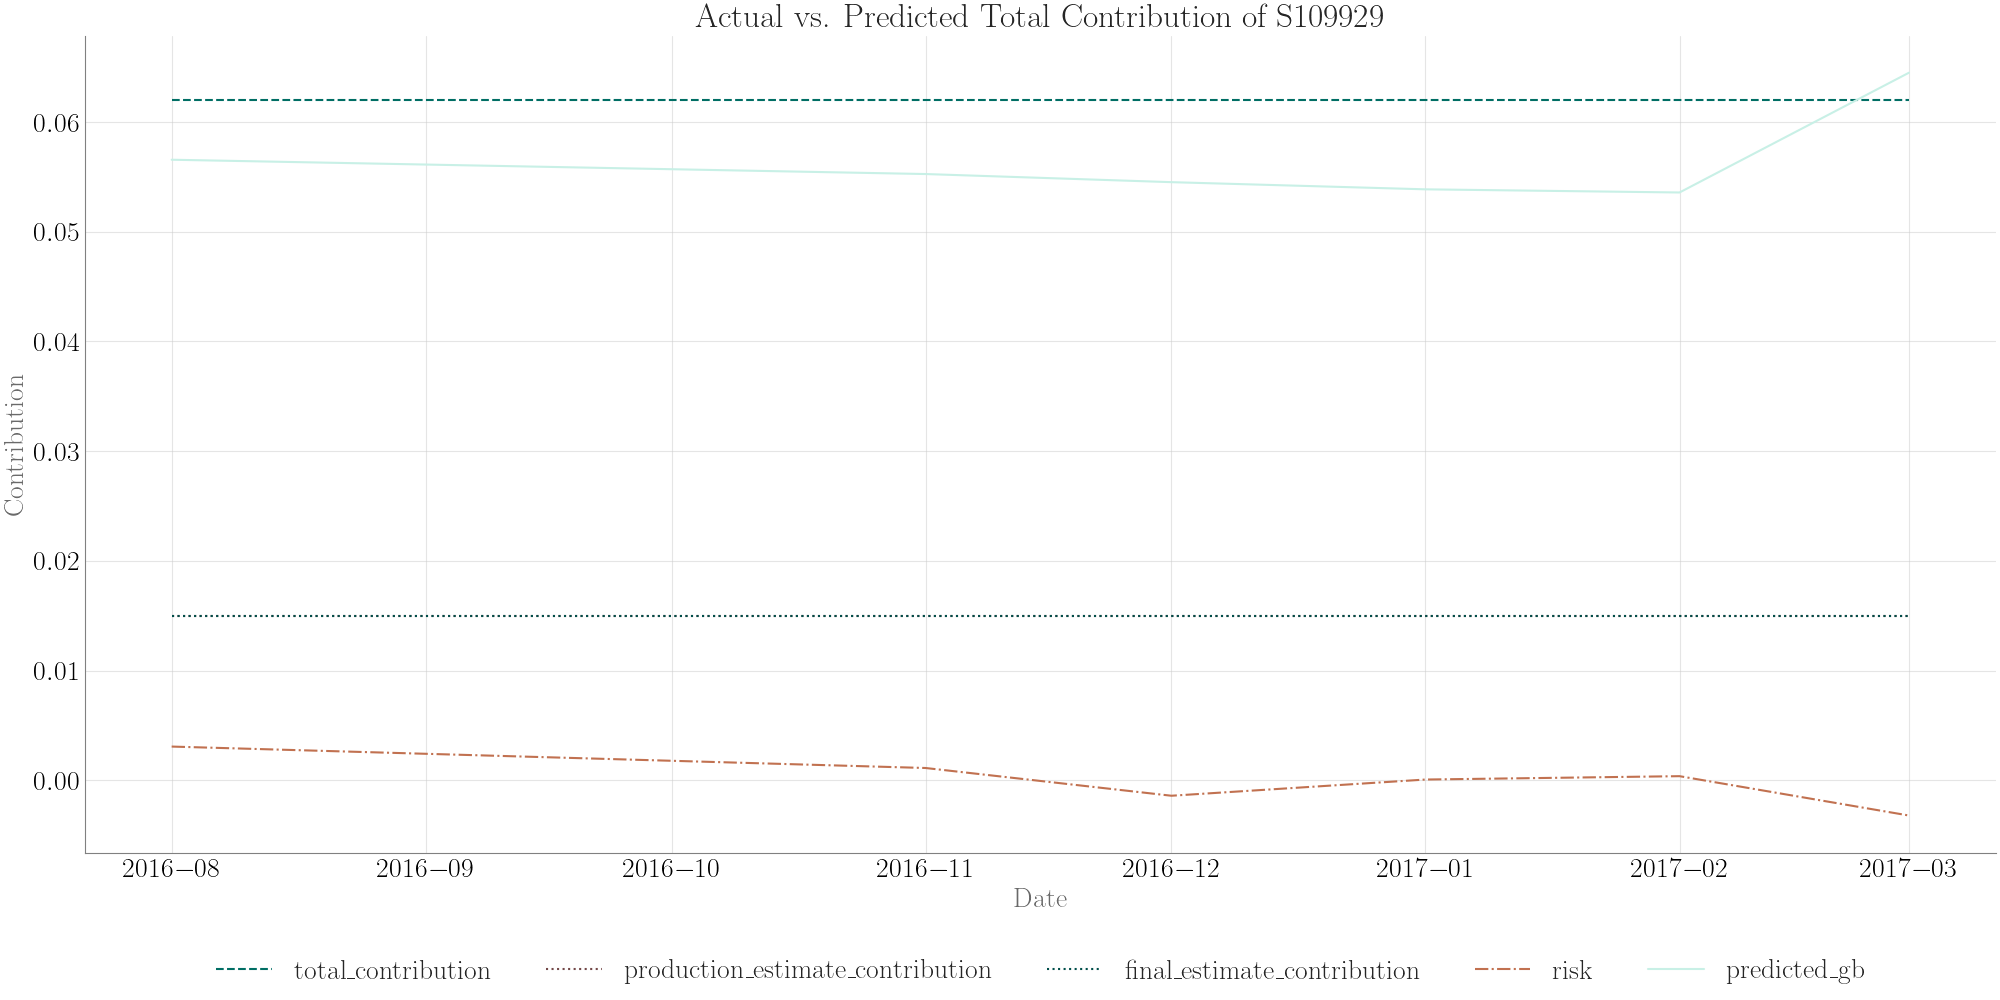 Actual vs. Predicted Total Contribution of S109929
Contribution
0.06
0.05
0.04
0.03
0.02
0.01
0.00
2016–08 2016–09 2016–10 2016–11 2016–12 2017–01 2017–02 2017–03
Date
total_contribution production_estimate_contribution final_estimate_contribution risk predicted_gb